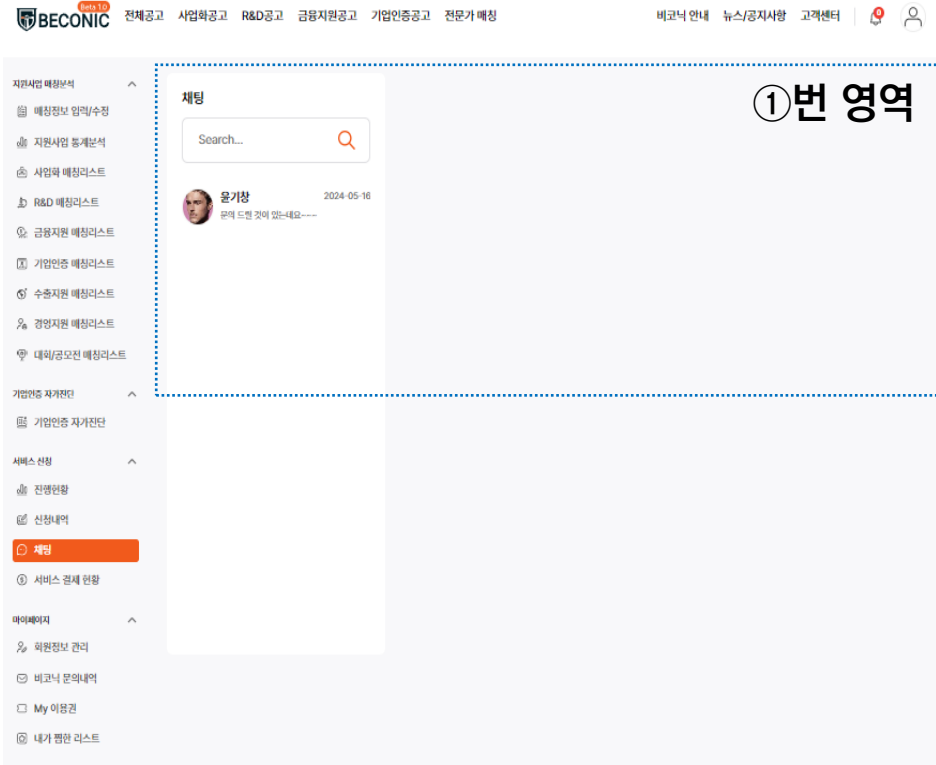 Beta 1.0
BECONIC 전체공고 사업화공고 R&D공고 금융지원공고 기업인증공고 전문가 매칭 비코닉 안내 뉴스/공지사항 고객센터 0
지원사업 매칭분석
매칭정보 입력/수정
지원사업 통계분석
사업화 매칭리스트
R&D 매칭리스트
금융지원 매칭리스트
기업인증 매칭리스트
수출지원 매칭리스트
경영지원 매칭리스트
대회/공모전 매칭리스트
기업인증 자가진단
기업인증 자가진단
서비스 신청
진행현황
신청내역
채팅
서비스 결제 현황
마이페이지
회원정보 관리
비코닉 문의내역
My 이용권
내가 찜한 리스트
채팅
Search...
윤기창 2024-05-16
문의 드릴 것이 있는데요~~~
①번 영역